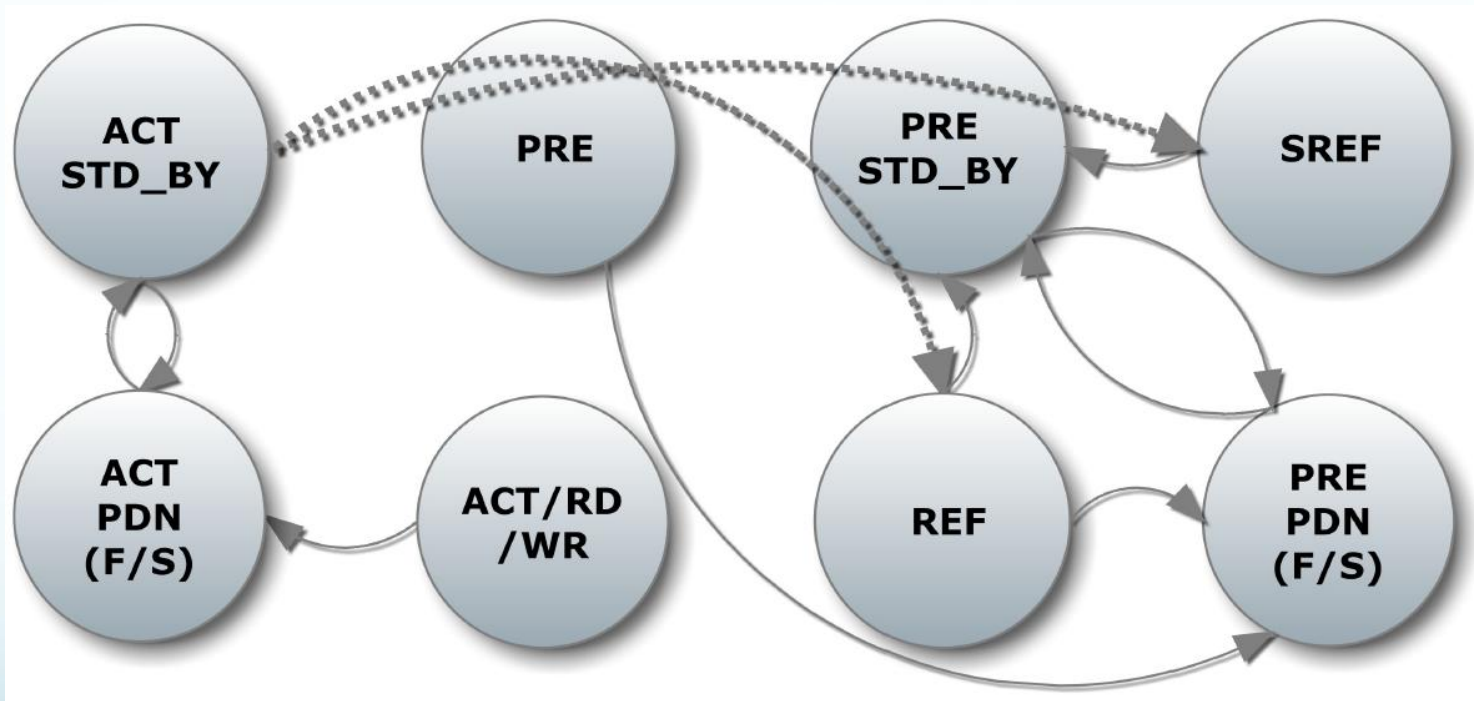 ACT
STD_BY
PRE
PRE
STD_BY
SREF
ACT
PDN
(F/S)
ACT/RD
/WR
REF
PRE
PDN
(F/S)